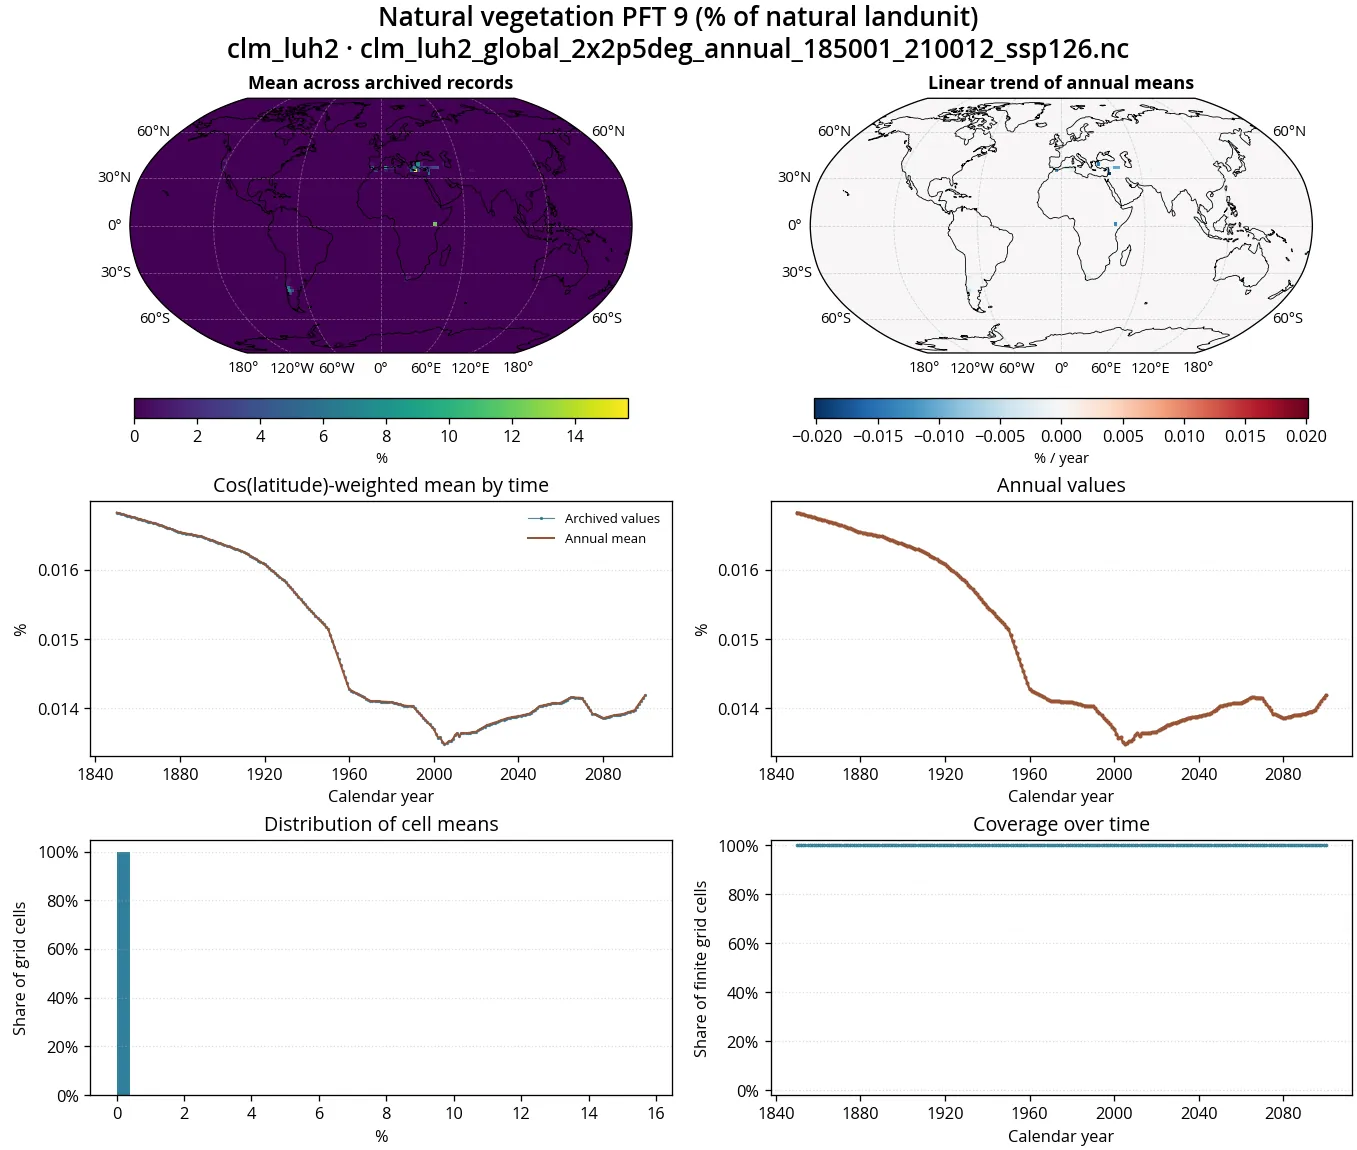 Natural vegetation PFT 9 (% of natural landunit)
clm_luh2 · clm_luh2_global_2x2p5deg_annual_185001_210012_ssp126.nc
Mean across archived records
60°N 60°N
30°N
0°
30°S
60°S 60°S
180° 120°W 60°W 0° 60°E 120°E 180°
0 2 4 6 8 10 12 14
%
Linear trend of annual means
60°N 60°N
30°N
0°
30°S
60°S 60°S
180° 120°W 60°W 0° 60°E 120°E 180°
−0.020 −0.015 −0.010 −0.005 0.000 0.005 0.010 0.015 0.020
% / year
Cos(latitude)-weighted mean by time
Archived values
Annual mean
0.016
0.015
0.014
%
1840 1880 1920 1960 2000 2040 2080
Calendar year
Annual values
0.016
0.015
0.014
%
1840 1880 1920 1960 2000 2040 2080
Calendar year
Distribution of cell means
100%
80%
60%
40%
20%
0%
Share of grid cells
0 2 4 6 8 10 12 14 16
%
Coverage over time
100%
80%
60%
40%
20%
0%
Share of finite grid cells
1840 1880 1920 1960 2000 2040 2080
Calendar year